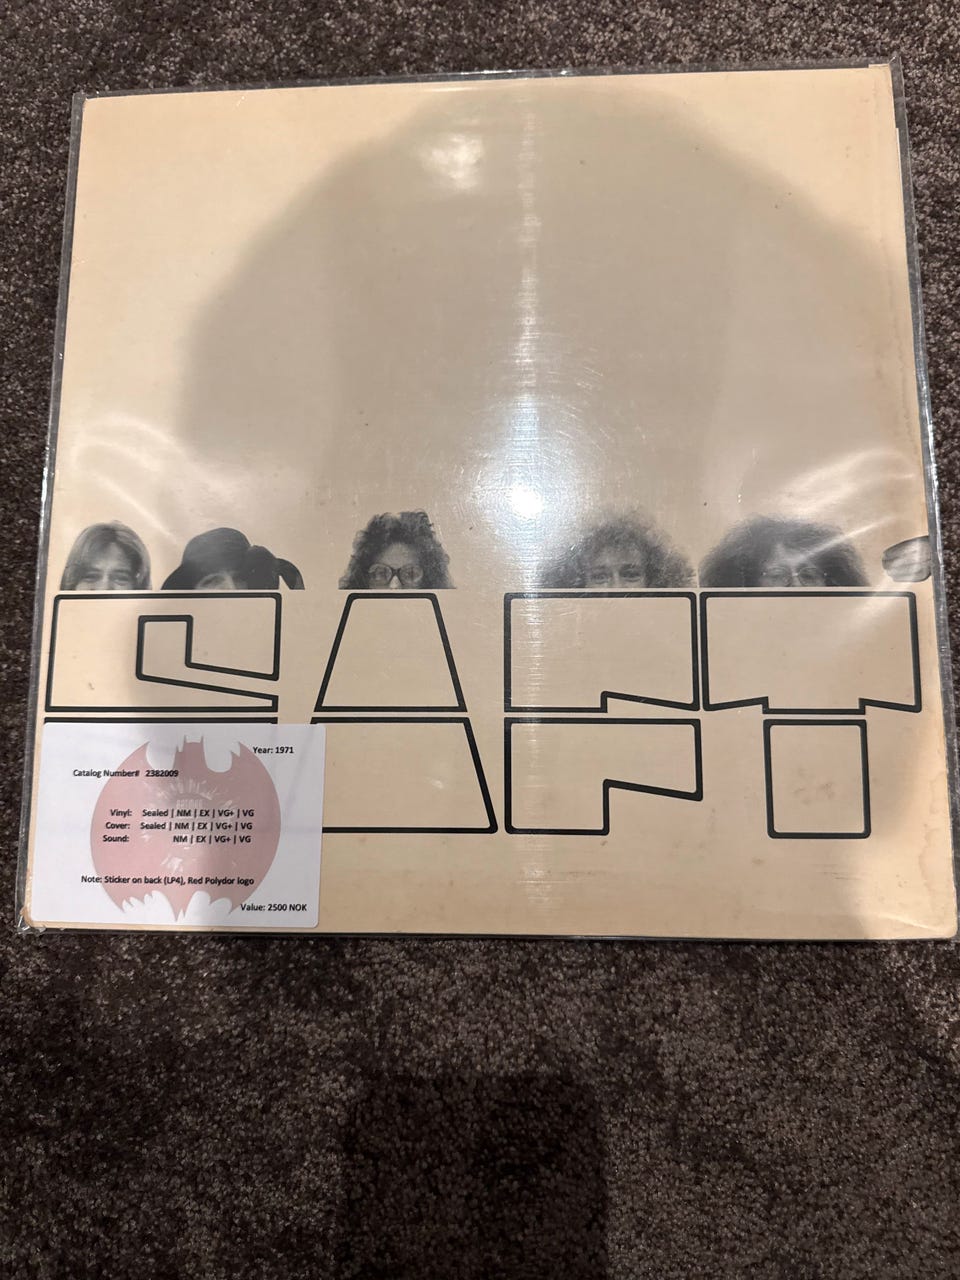 SAFT
Year: 1971
Catalog Number# 2382009
Vinyl: Sealed | NM | EX | VG+ | VG
Cover: Sealed | NM | EX | VG+ | VG
Sound: NM | EX | VG+ | VG
Note: Sticker on back (LP4), Red Polydor logo
Value: 2500 NOK